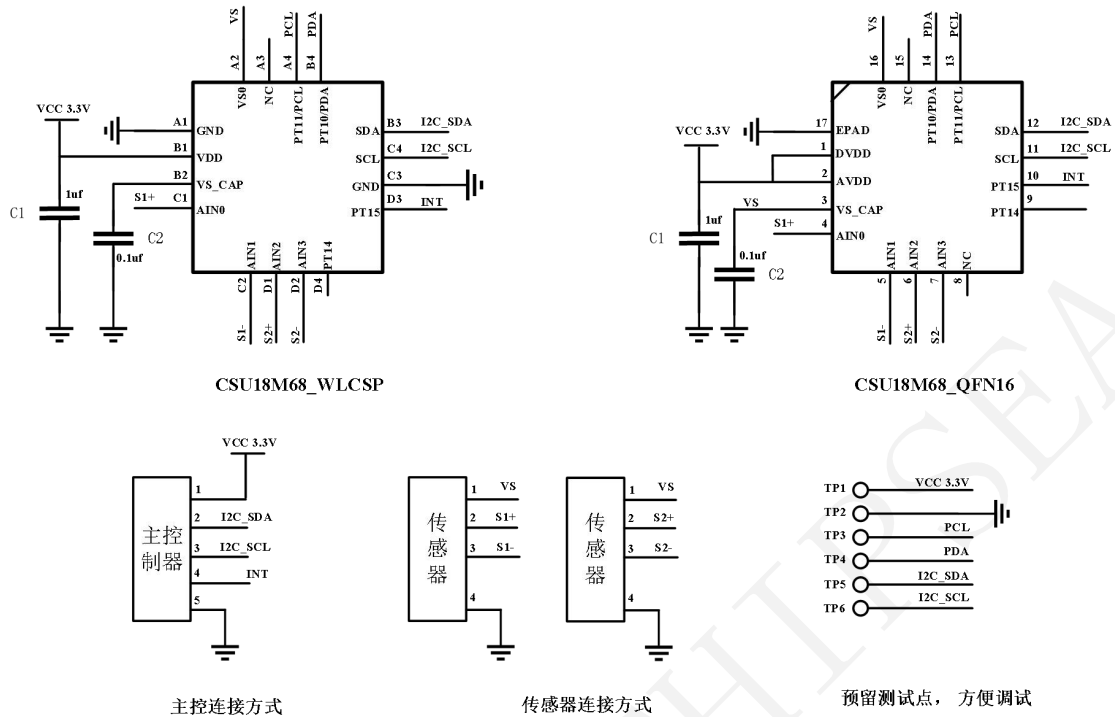 VS
PCL
PDA
A2
A3
A4
B4
VS0
NC
PT11/PCL
PT10/PDA
VCC 3.3V
A1
GND
B1
VDD
B2
VS_CAP
S1+
C1
AIN0
SDA
B3
I2C_SDA
SCL
C4
I2C_SCL
GND
C3
PT15
D3
INT
C1
1uf
C2
0.1uf
AIN1
AIN2
AIN3
PT14
C2
D1
D2
D4
S1-
S2+
S2-
CSU18M68_WLCSP
VS
PDA
PCL
16
15
14
13
VS0
NC
PT10/PDA
PT11/PCL
VCC 3.3V
17
EPAD
1
DVDD
2
AVDD
VS
3
VS_CAP
S1+
4
AIN0
SDA
12
I2C_SDA
SCL
11
I2C_SCL
PT15
10
INT
PT14
9
C1
1uf
0.1uf
C2
AIN1
AIN2
AIN3
NC
5
6
7
8
S1-
S2+
S2-
CSU18M68_QFN16
VCC 3.3V
主控
制器
1
2
I2C_SDA
3
I2C_SCL
4
INT
5
主控连接方式
传
感
器
1
VS
2
S1+
3
S1-
4
传
感
器
1
VS
2
S2+
3
S2-
4
传感器连接方式
TP1
VCC 3.3V
TP2
TP3
PCL
TP4
PDA
TP5
I2C_SDA
TP6
I2C_SCL
预留测试点， 方便调试
CHIPSEA